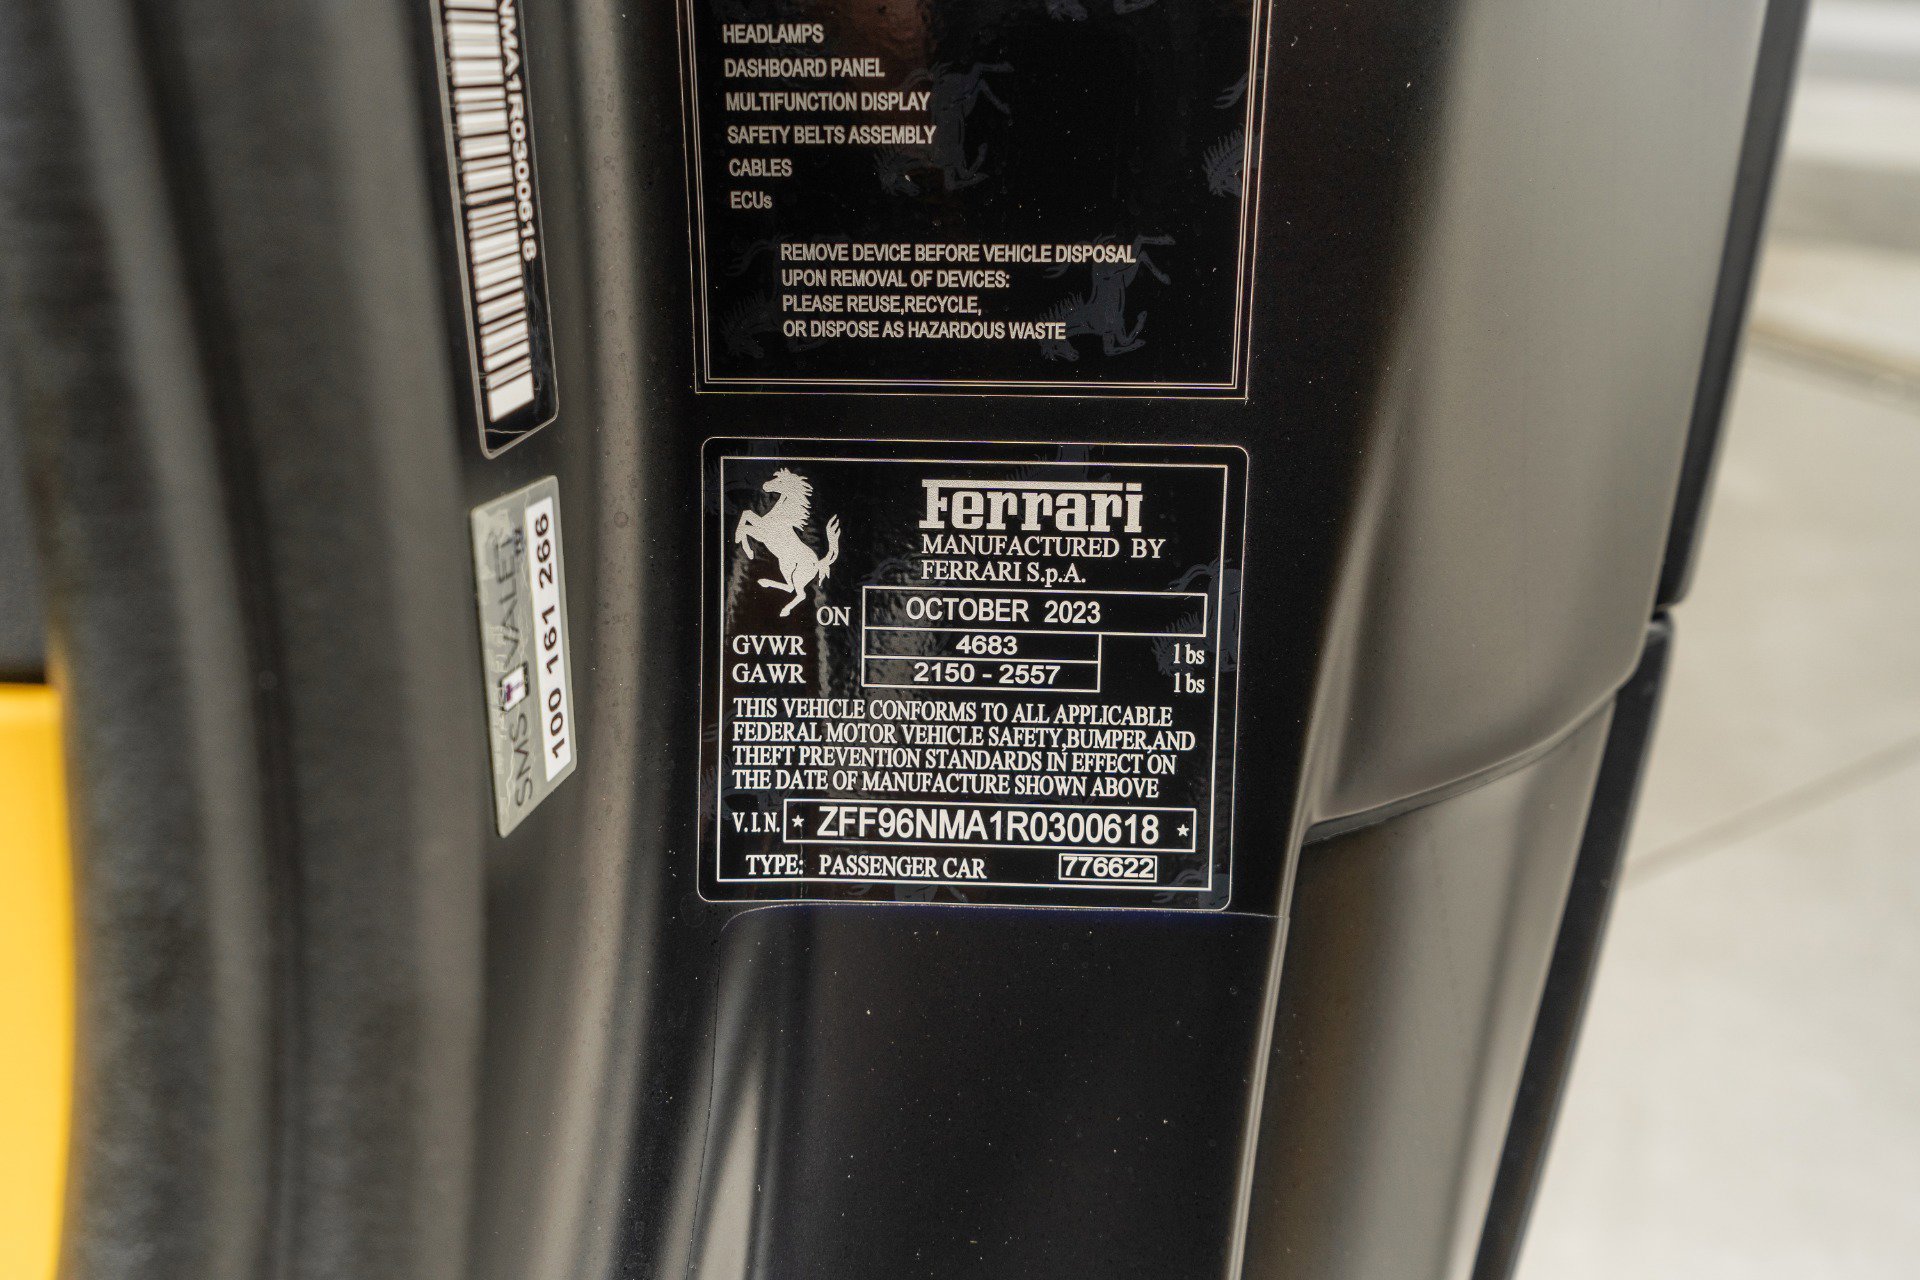 NMA1R0300618
HEADLAMPS
DASHBOARD PANEL
MULTIFUNCTION DISPLAY
SAFETY BELTS ASSEMBLY
CABLES
ECUs
REMOVE DEVICE BEFORE VEHICLE DISPOSAL
UPON REMOVAL OF DEVICES:
PLEASE REUSE,RECYCLE,
OR DISPOSE AS HAZARDOUS WASTE
SMS VALET
100 161 266
Ferrari
MANUFACTURED BY
FERRARI S.p.A.
ON OCTOBER 2023
GVWR 4683 lbs
GAWR 2150 - 2557 lbs
THIS VEHICLE CONFORMS TO ALL APPLICABLE
FEDERAL MOTOR VEHICLE SAFETY,BUMPER,AND
THEFT PREVENTION STANDARDS IN EFFECT ON
THE DATE OF MANUFACTURE SHOWN ABOVE
V.I.N. * ZFF96NMA1R0300618 *
TYPE: PASSENGER CAR 776622